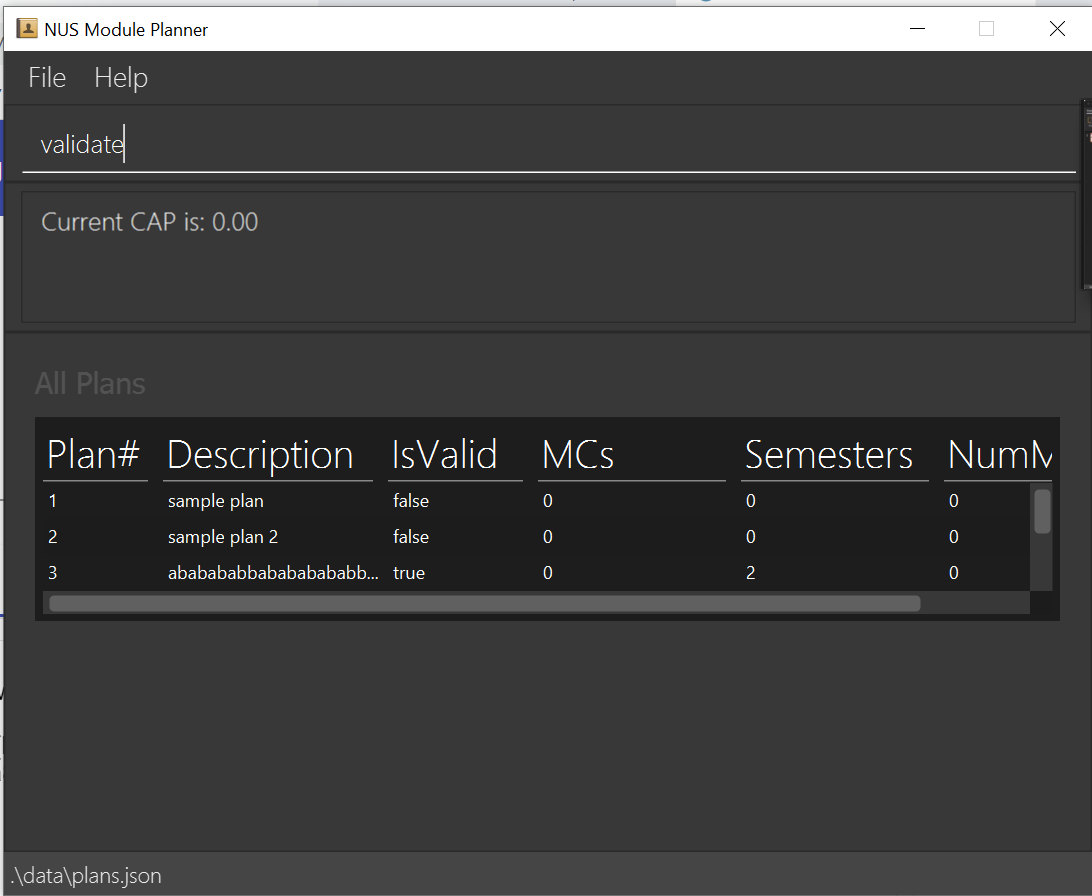 NUS Module Planner
File Help
validate
Current CAP is: 0.00
All Plans
Plan# Description IsValid MCs Semesters NumM
1 sample plan false 0 0 0
2 sample plan 2 false 0 0 0
3 abababbabababababb... true 0 2 0
.\data\plans.json